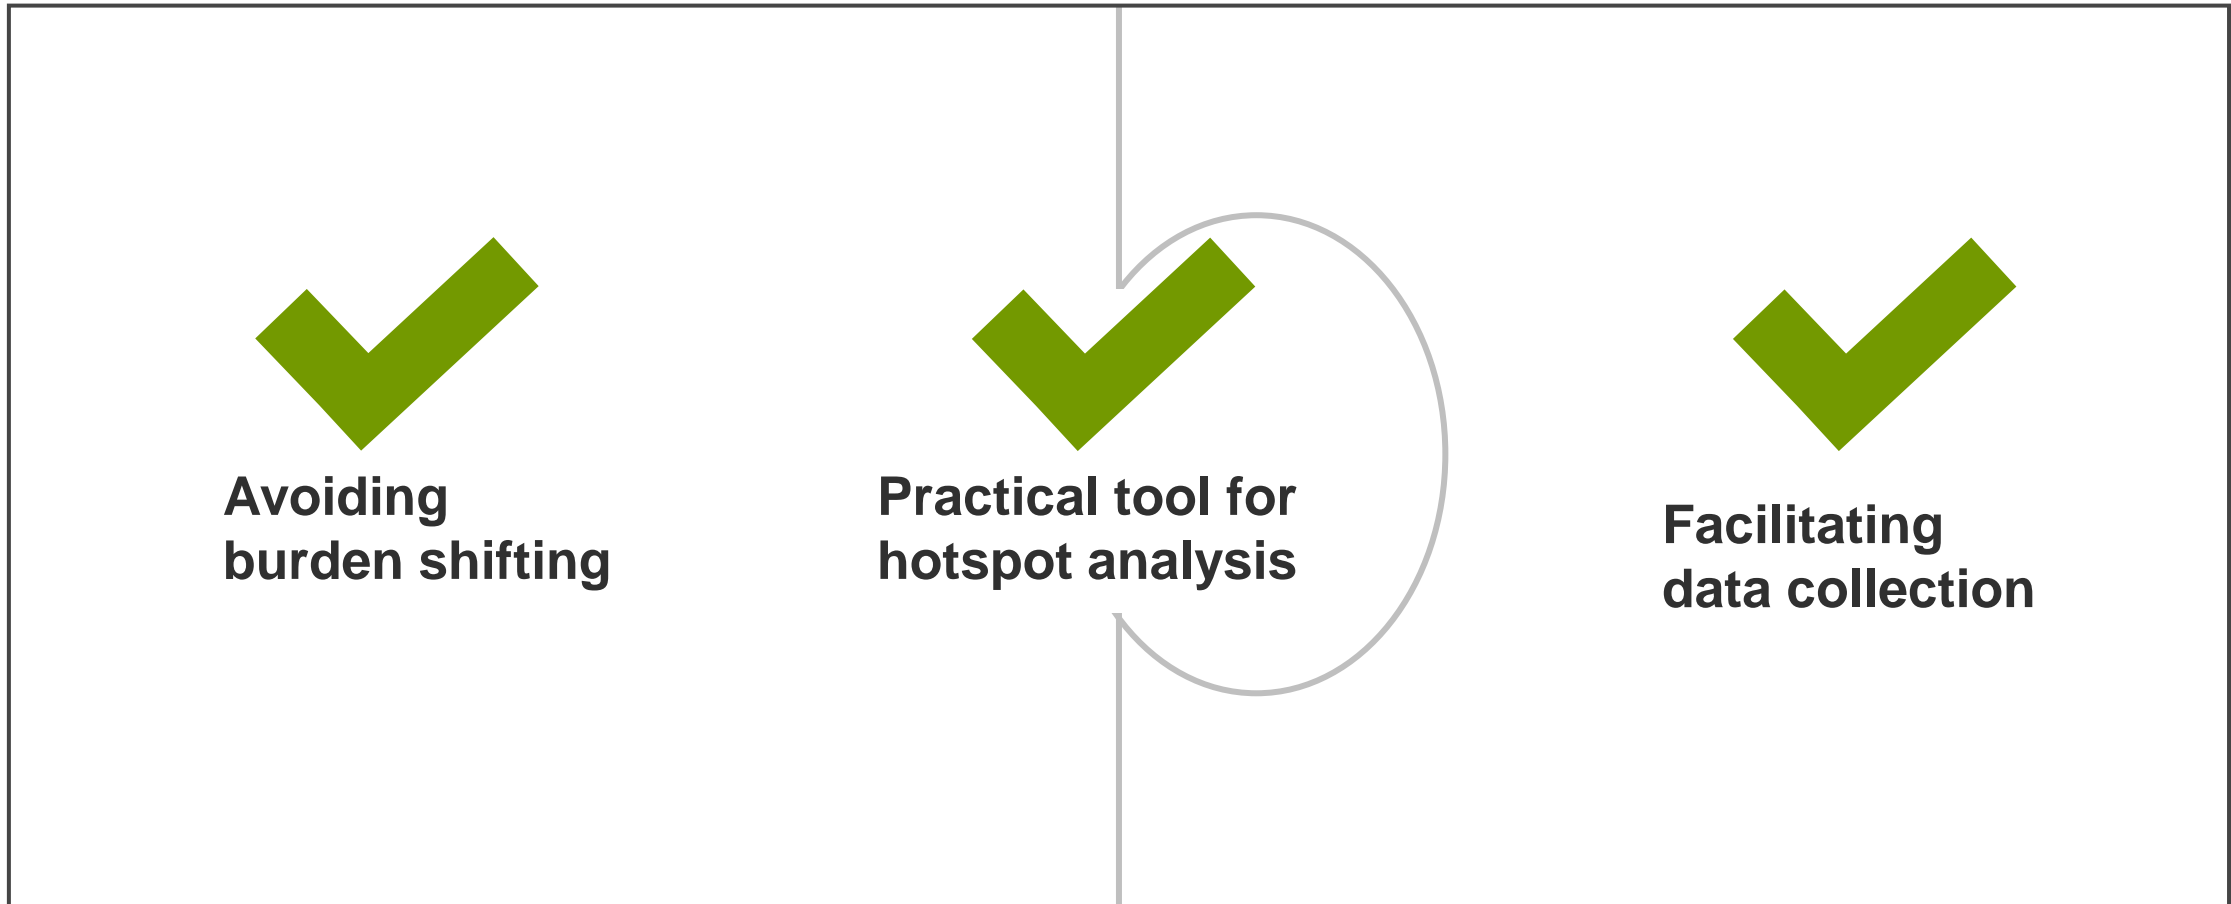 Avoiding
burden shifting
Practical tool for
hotspot analysis
Facilitating
data collection